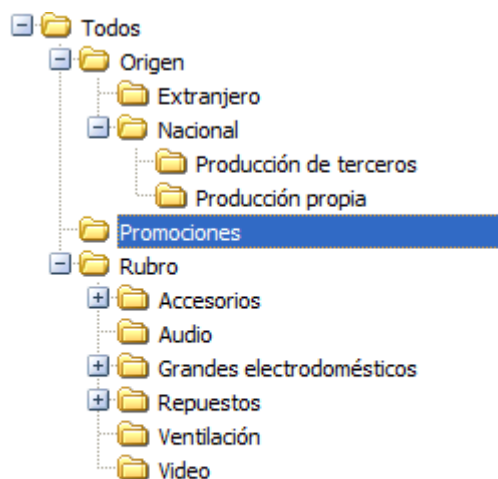 Todos
Origen
Extranjero
Nacional
Producción de terceros
Producción propia
Promociones
Rubro
Accesorios
Audio
Grandes electrodomésticos
Repuestos
Ventilación
Video